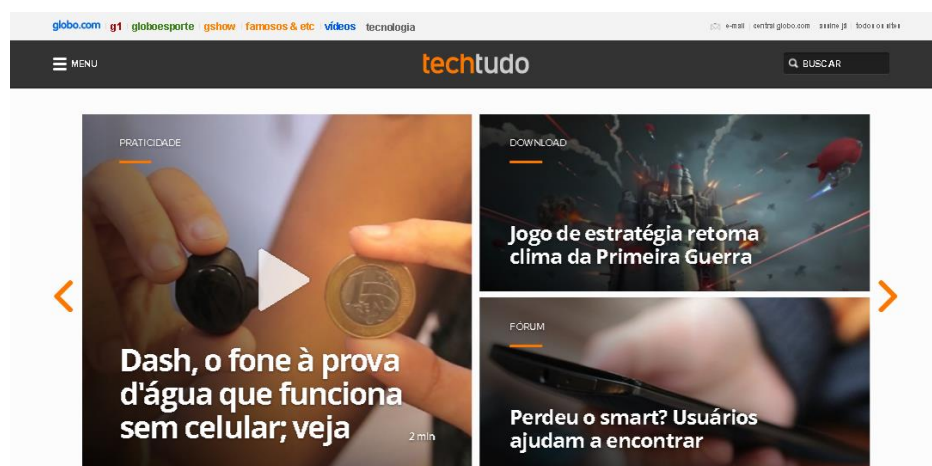 globo.com g1 globoesporte gshow famosos & etc vídeos tecnologia
e-mail central globo.com assine já todos os sites
MENU
techtudo
BUSCAR
PRATICIDADE
Dash, o fone à prova
d'água que funciona
sem celular; veja
2 min
DOWNLOAD
Jogo de estratégia retoma
clima da Primeira Guerra
FÓRUM
Perdeu o smart? Usuários
ajudam a encontrar